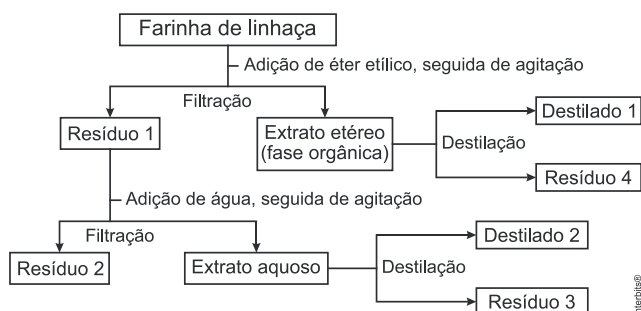 Farinha de linhaça
Adição de éter etílico, seguida de agitação
Filtração
Resíduo 1
Extrato etéreo
(fase orgânica)
Destilação
Destilado 1
Resíduo 4
Adição de água, seguida de agitação
Filtração
Resíduo 2
Extrato aquoso
Destilação
Destilado 2
Resíduo 3